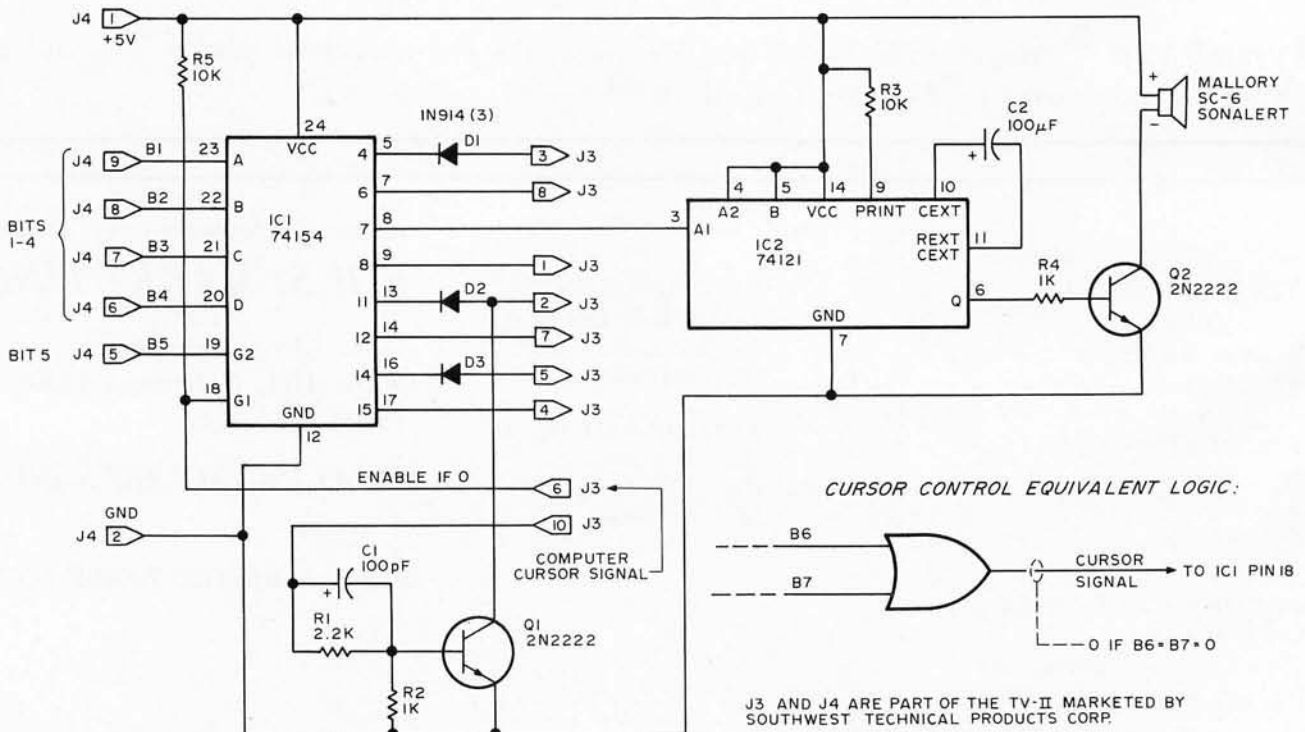 J4 1
+5V
R5
10K
24
VCC
IN914 (3)
J4 9 B1 23 A
J4 8 B2 22 B
J4 7 B3 21 C
J4 6 B4 20 D
BITS
1-4
BIT 5 J4 5 B5 19 G2
18 G1
IC1
74154
GND
12
4 5 D1 3 J3
6 7 8 J3
7 8
8 9 1 J3
11 13 D2 2 J3
12 14 7 J3
14 16 D3 5 J3
15 17 4 J3
ENABLE IF 0 6 J3
10 J3
COMPUTER
CURSOR SIGNAL
GND
J4 2
C1
100pF
+
R1
2.2K
R2
1K
Q1
2N2222
R3
10K
C2
100µF
+
4 5 14 9 10
3 A1 A2 B VCC PRINT CEXT
REXT
CEXT 11
IC2
74121
Q 6
GND
7
R4
1K
Q2
2N2222
+
−
MALLORY
SC-6
SONALERT
CURSOR CONTROL EQUIVALENT LOGIC:
B6
B7
CURSOR
SIGNAL
TO IC1 PIN 18
0 IF B6=B7=0
J3 AND J4 ARE PART OF THE TV-II MARKETED BY
SOUTHWEST TECHNICAL PRODUCTS CORP.